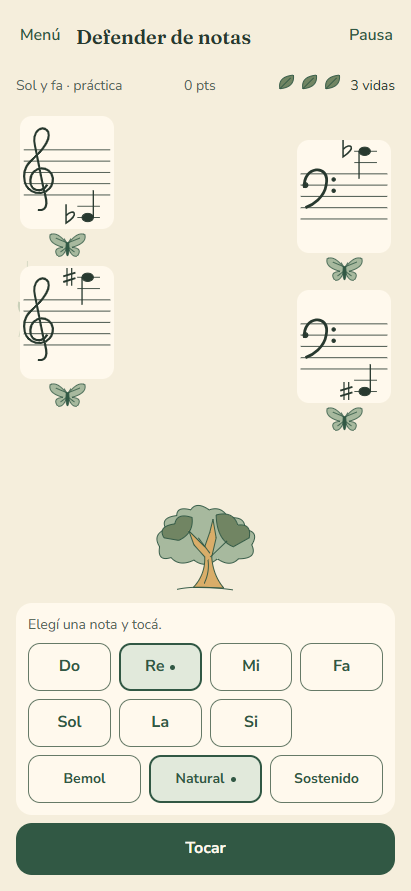 Menú Defender de notas Pausa
Sol y fa · práctica 0 pts 3 vidas
Elegí una nota y tocá.
Do Re • Mi Fa
Sol La Si
Bemol Natural • Sostenido
Tocar